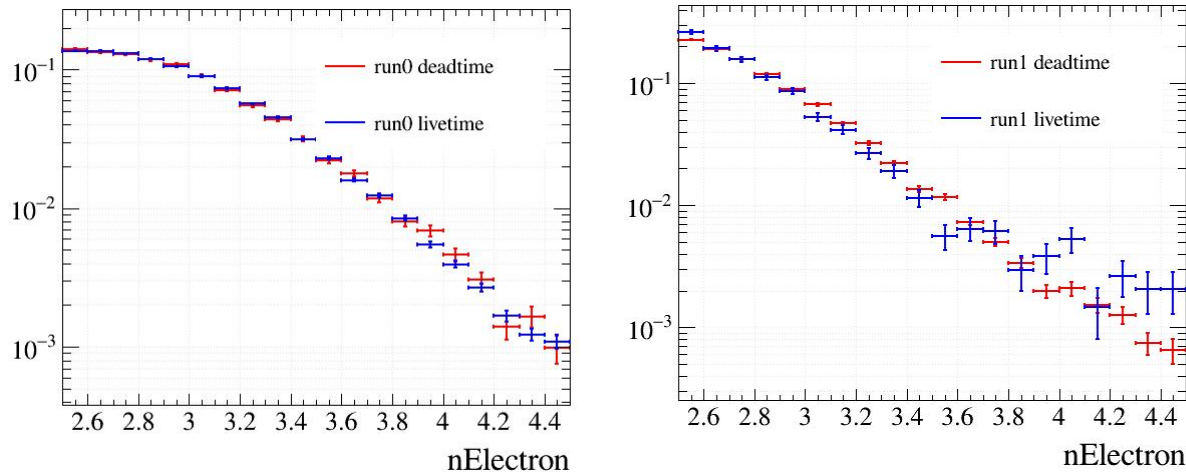 10⁻¹
10⁻²
10⁻³
run0 deadtime
run0 livetime
2.6 2.8 3 3.2 3.4 3.6 3.8 4 4.2 4.4
nElectron
10⁻¹
10⁻²
10⁻³
run1 deadtime
run1 livetime
2.6 2.8 3 3.2 3.4 3.6 3.8 4 4.2 4.4
nElectron